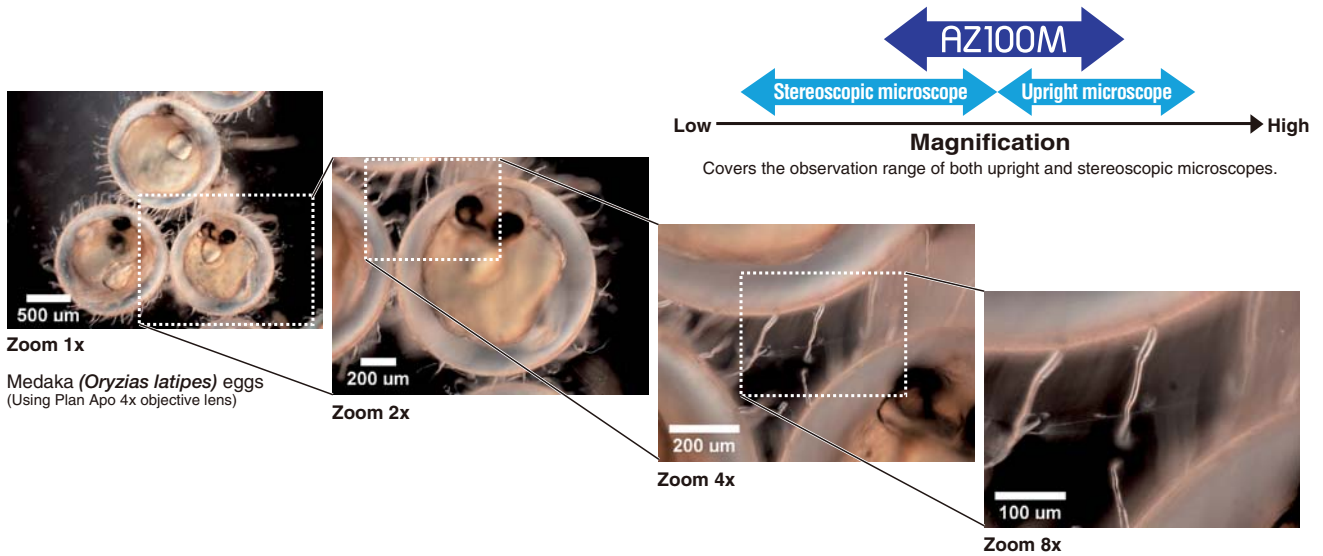 AZ100M
Stereoscopic microscope
Upright microscope
Low
High
Magnification
Covers the observation range of both upright and stereoscopic microscopes.
500 um
Zoom 1x
Medaka (Oryzias latipes) eggs
(Using Plan Apo 4x objective lens)
200 um
Zoom 2x
200 um
Zoom 4x
100 um
Zoom 8x